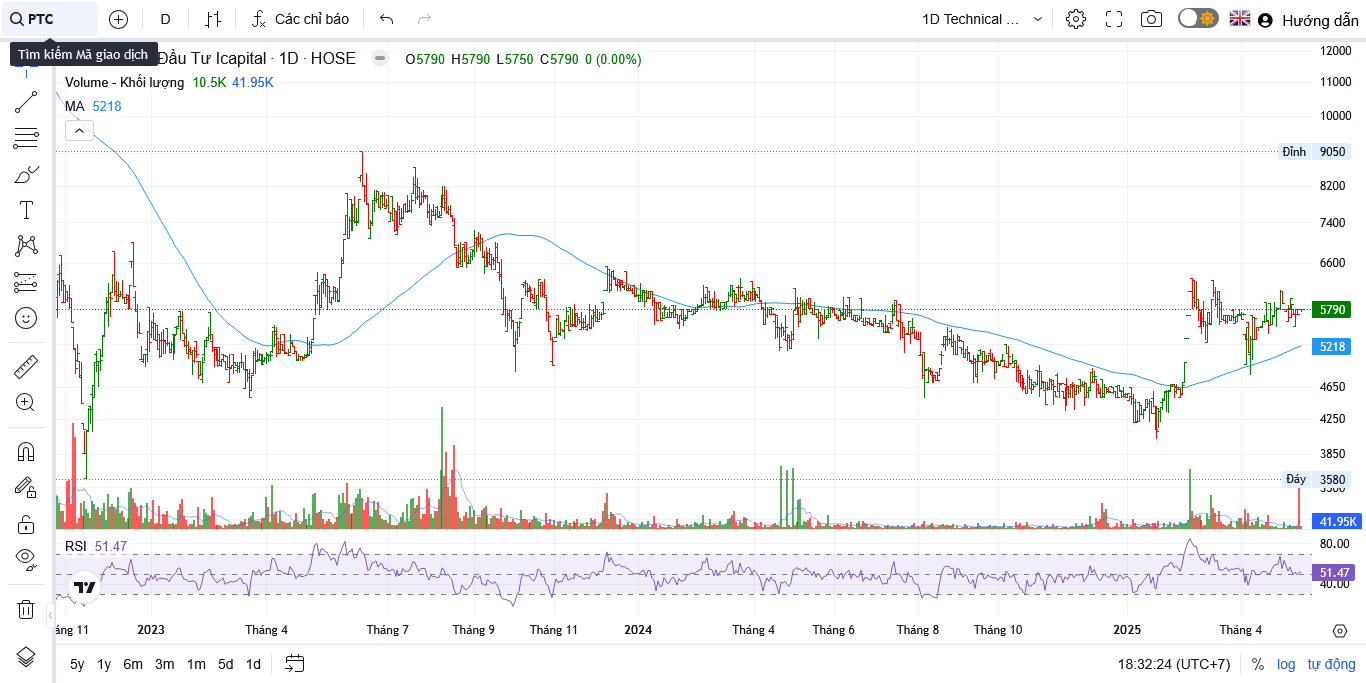 PTC D Các chỉ báo 1D Technical ... Hướng dẫn
Tìm kiếm Mã giao dịch
Đầu Tư Icapital · 1D · HOSE O5790 H5790 L5750 C5790 0 (0.00%)
Volume - Khối lượng 10.5K 41.95K
MA 5218
12000
11000
10000
Đỉnh 9050
8200
7400
6600
5790
5218
4650
4250
3850
Đáy 3580
41.95K
RSI 51.47
80.00
51.47
40.00
áng 11 2023 Tháng 4 Tháng 7 Tháng 9 Tháng 11 2024 Tháng 4 Tháng 6 Tháng 8 Tháng 10 2025 Tháng 4
5y 1y 6m 3m 1m 5d 1d 18:32:24 (UTC+7) % log tự động